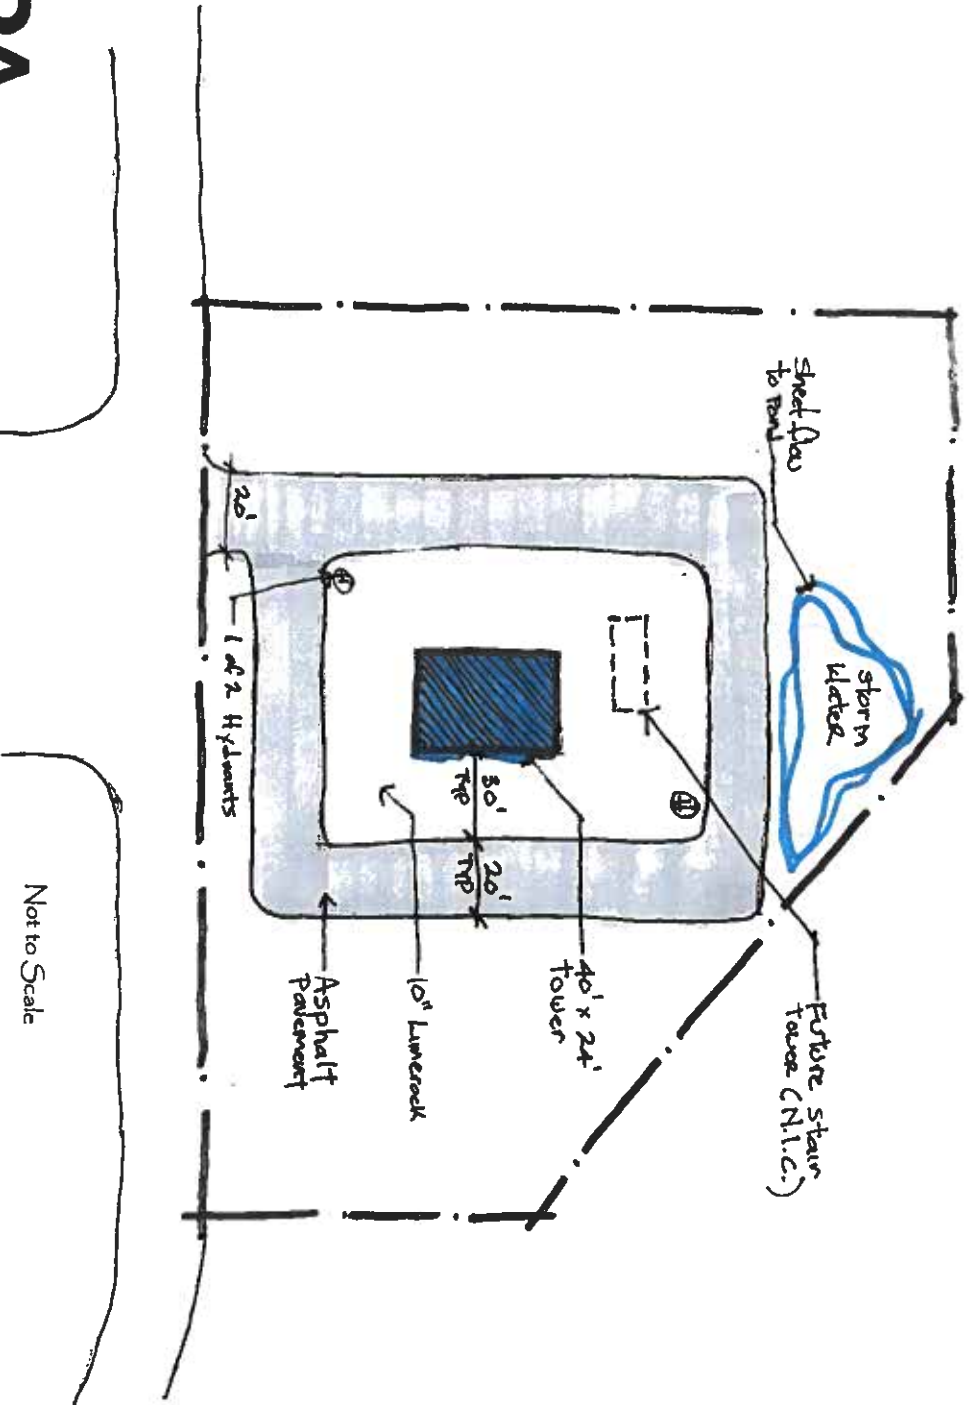 Sheet flow
to Pond
Storm
Water
Future Stair
Tower (N.I.C.)
H
40' x 24'
Tower
30'
TYP
20'
TYP
10" Limerock
H
Asphalt
Pavement
20'
1 of 2 Hydrants
Not to Scale